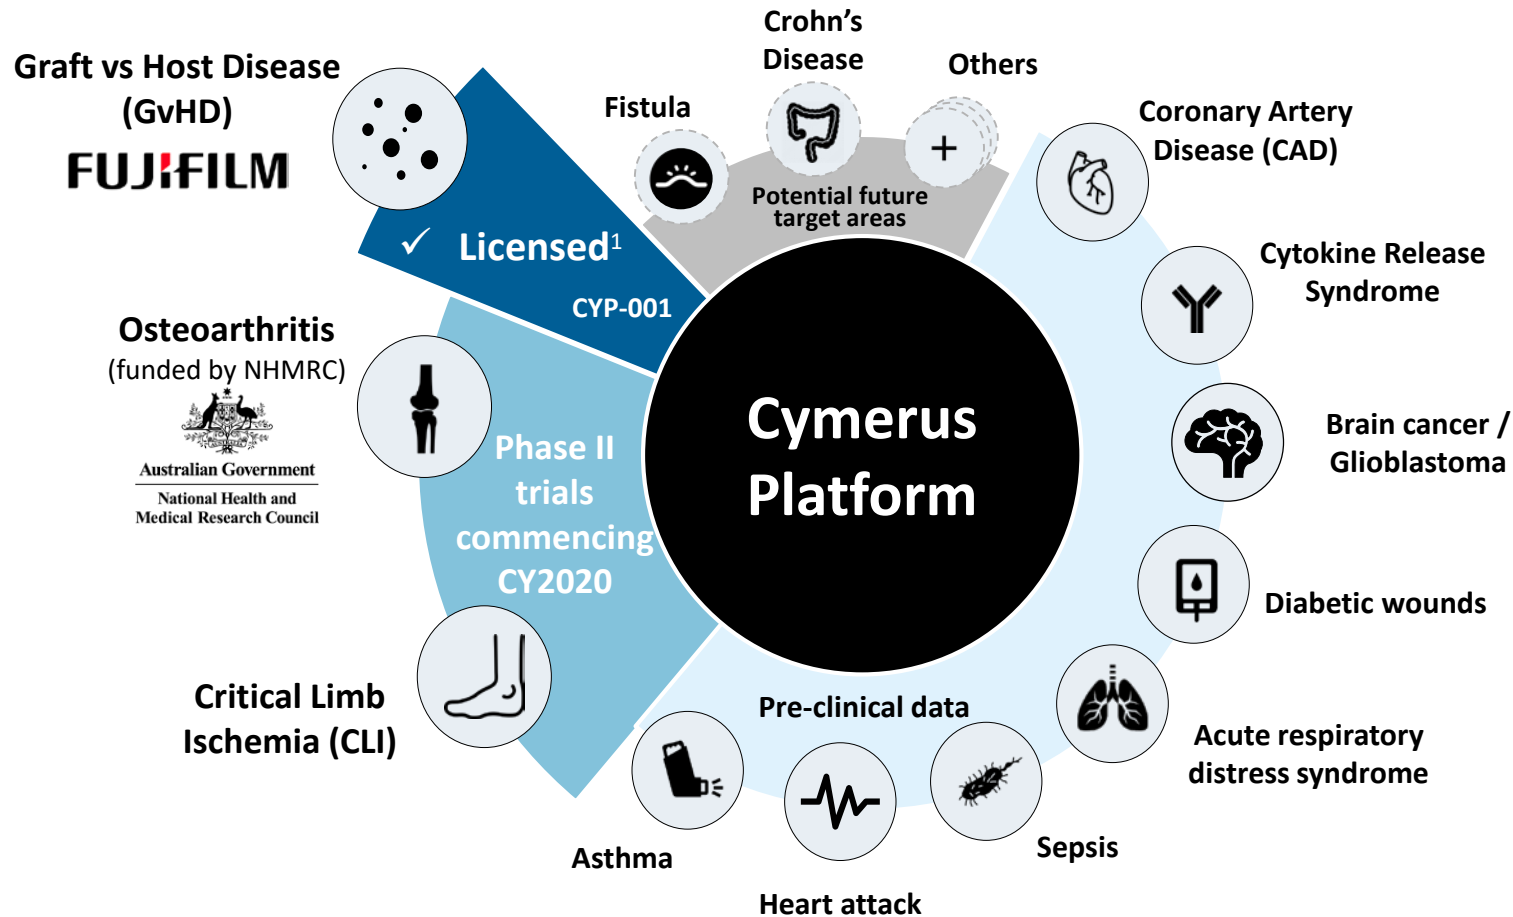 Graft vs Host Disease
(GvHD)
FUJIFILM
✓ Licensed1
CYP-001
Fistula
Crohn’s
Disease
Others
+
Potential future
target areas
Coronary Artery
Disease (CAD)
Cytokine Release
Syndrome
Brain cancer /
Glioblastoma
Diabetic wounds
Acute respiratory
distress syndrome
Sepsis
Heart attack
Asthma
Pre-clinical data
Cymerus
Platform
Osteoarthritis
(funded by NHMRC)
AUSTRALIA
Australian Government
National Health and
Medical Research Council
Phase II
trials
commencing
CY2020
Critical Limb
Ischemia (CLI)